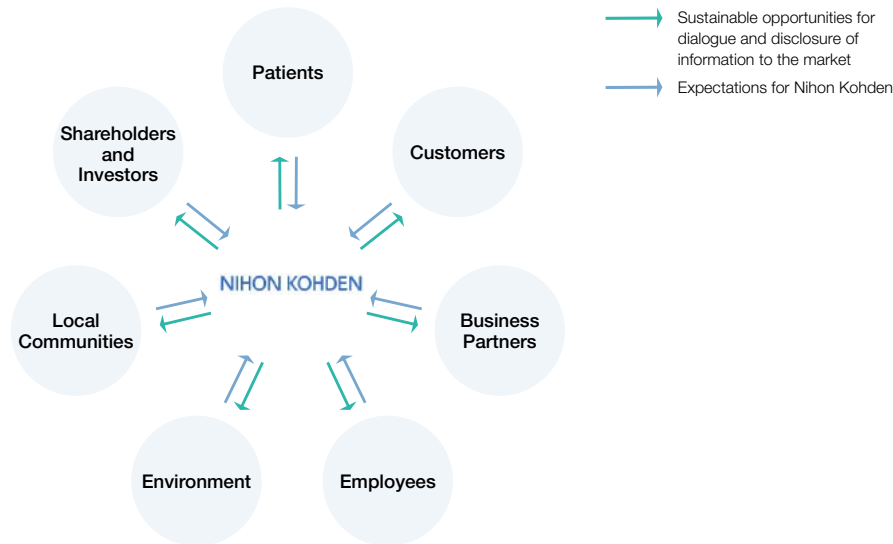 Patients
Sustainable opportunities for
dialogue and disclosure of
information to the market
Expectations for Nihon Kohden
Shareholders
and
Investors
Customers
NIHON KOHDEN
Local
Communities
Business
Partners
Environment
Employees